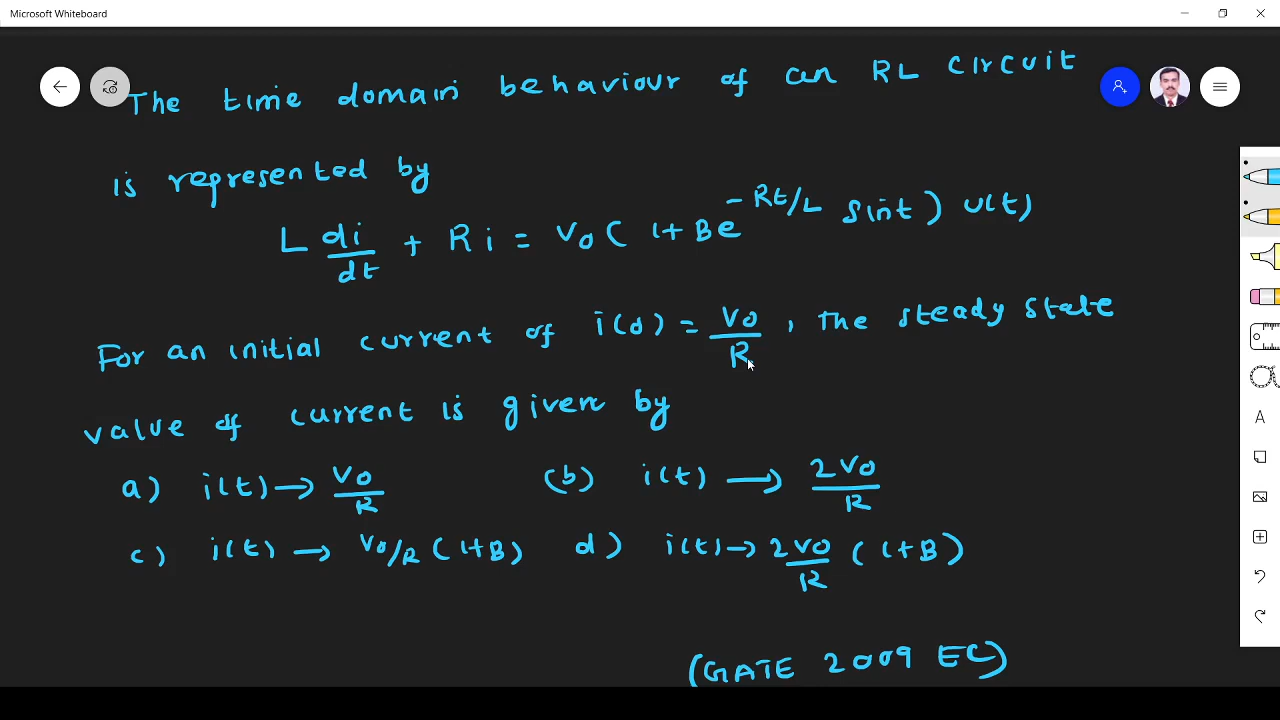 Microsoft Whiteboard
The time domain behaviour of an RL circuit
is represented by
L di/dt + Ri = V0 ( 1+ Be^-Rt/L sint ) u(t)
For an initial current of i(0) = V0/R , The steady state
value of current is given by
a) i(t) → V0/R (b) i(t) → 2V0/R
c) i(t) → V0/R (1+B) d) i(t) → 2V0/R (1+B)
(GATE 2009 EC)
A